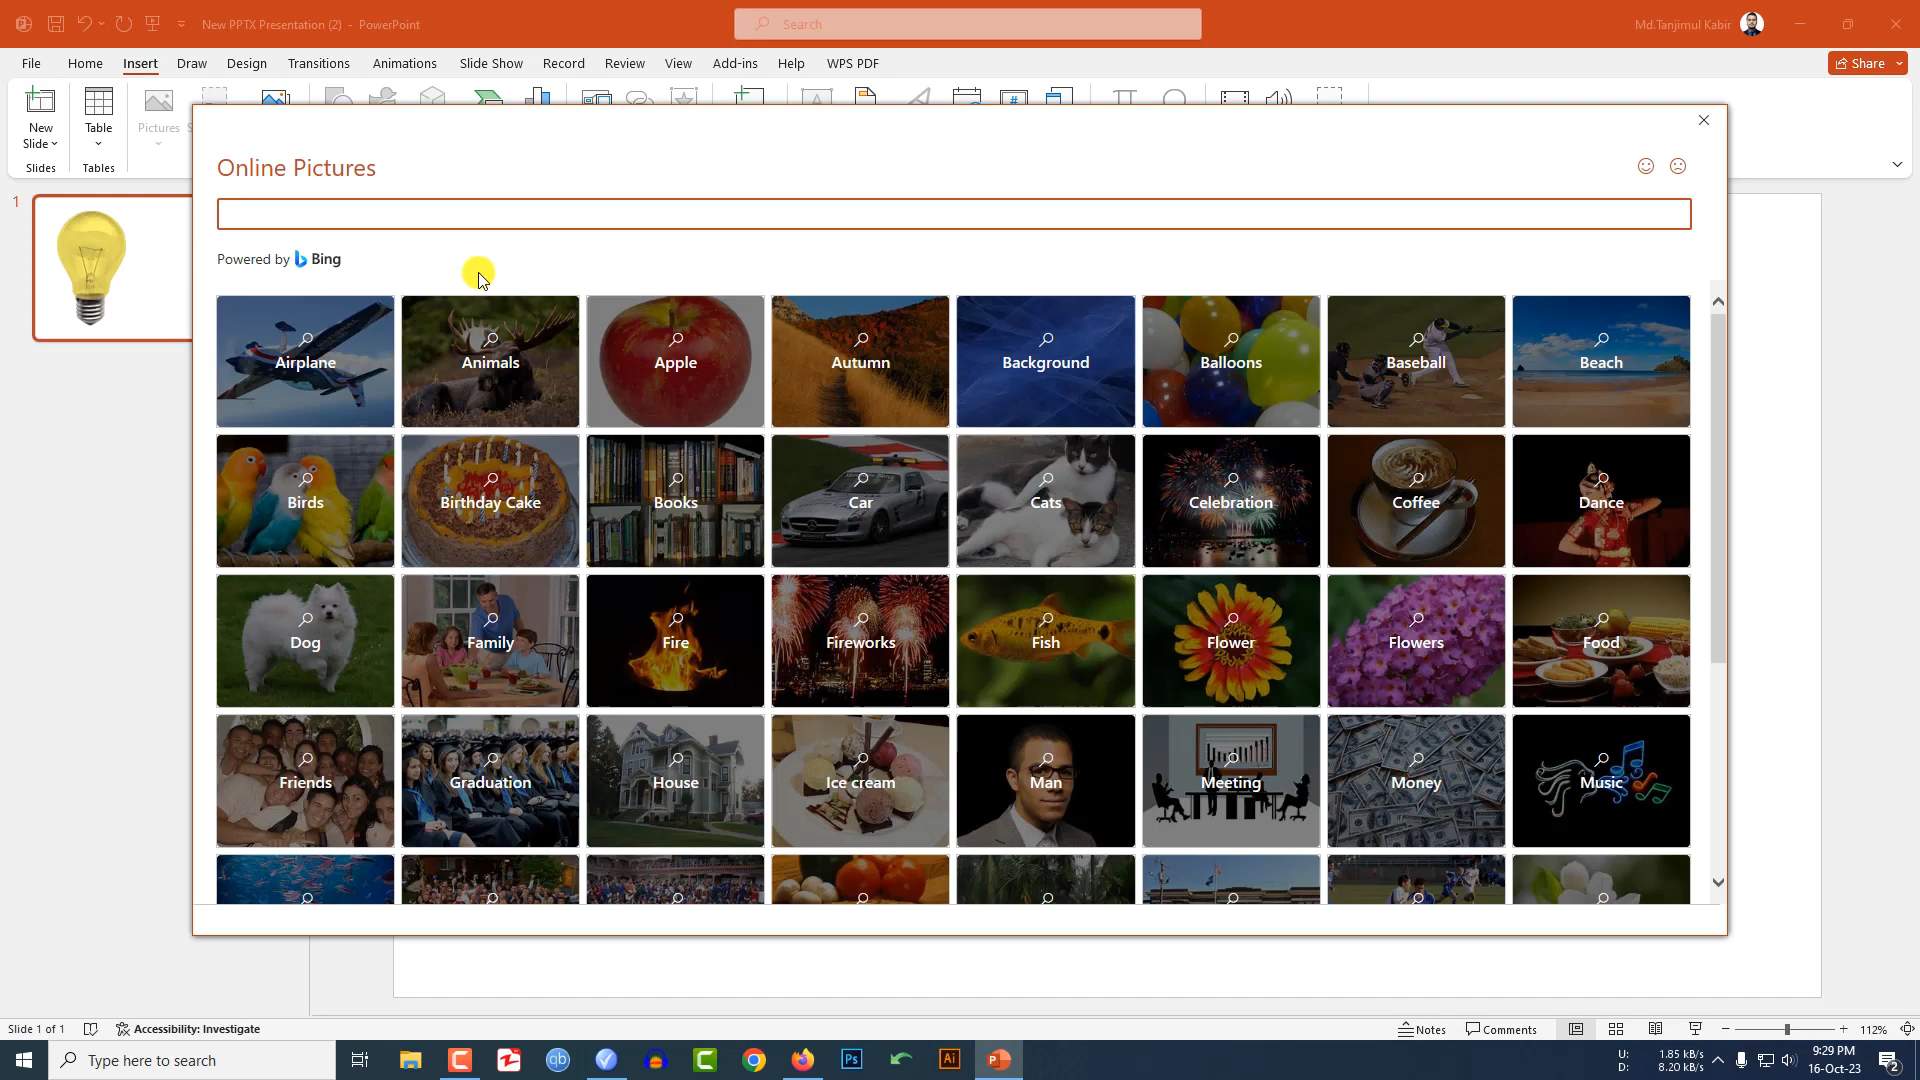 New PPTX Presentation (2) - PowerPoint
Search
Md.Tanjimul Kabir
File Home Insert Draw Design Transitions Animations Slide Show Record Review View Add-ins Help WPS PDF
Share
New
Slide
Table
Pictures
Slides
Tables
Online Pictures
Powered by Bing
1
Airplane Animals Apple Autumn Background Balloons Baseball Beach
Birds Birthday Cake Books Car Cats Celebration Coffee Dance
Dog Family Fire Fireworks Fish Flower Flowers Food
Friends Graduation House Ice cream Man Meeting Money Music
Slide 1 of 1 Accessibility: Investigate
Notes Comments
112%
Type here to search
qb
Ps
Ai
U: 1.85 kB/s
D: 8.20 kB/s
9:29 PM
16-Oct-23
2